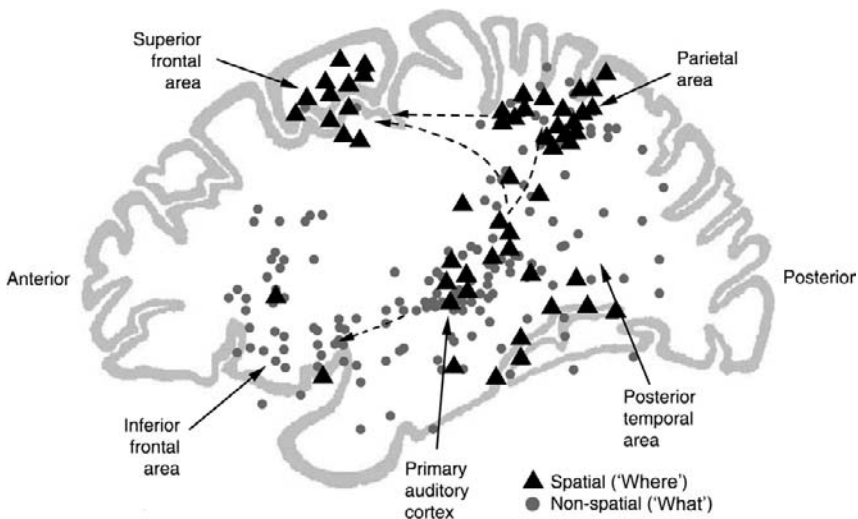 Superior
frontal
area
Parietal
area
Anterior
Posterior
Inferior
frontal
area
Primary
auditory
cortex
Posterior
temporal
area
Spatial (‘Where’)
Non-spatial (‘What’)